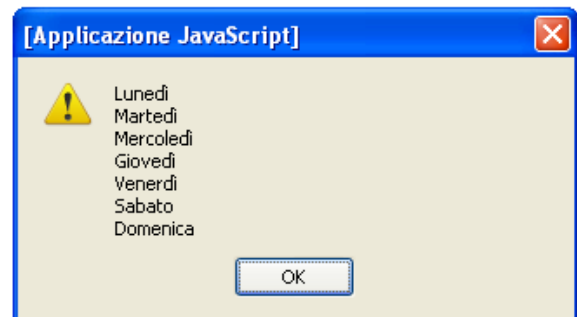 [Applicazione JavaScript]
Lunedì
Martedì
Mercoledì
Giovedì
Venerdì
Sabato
Domenica
OK